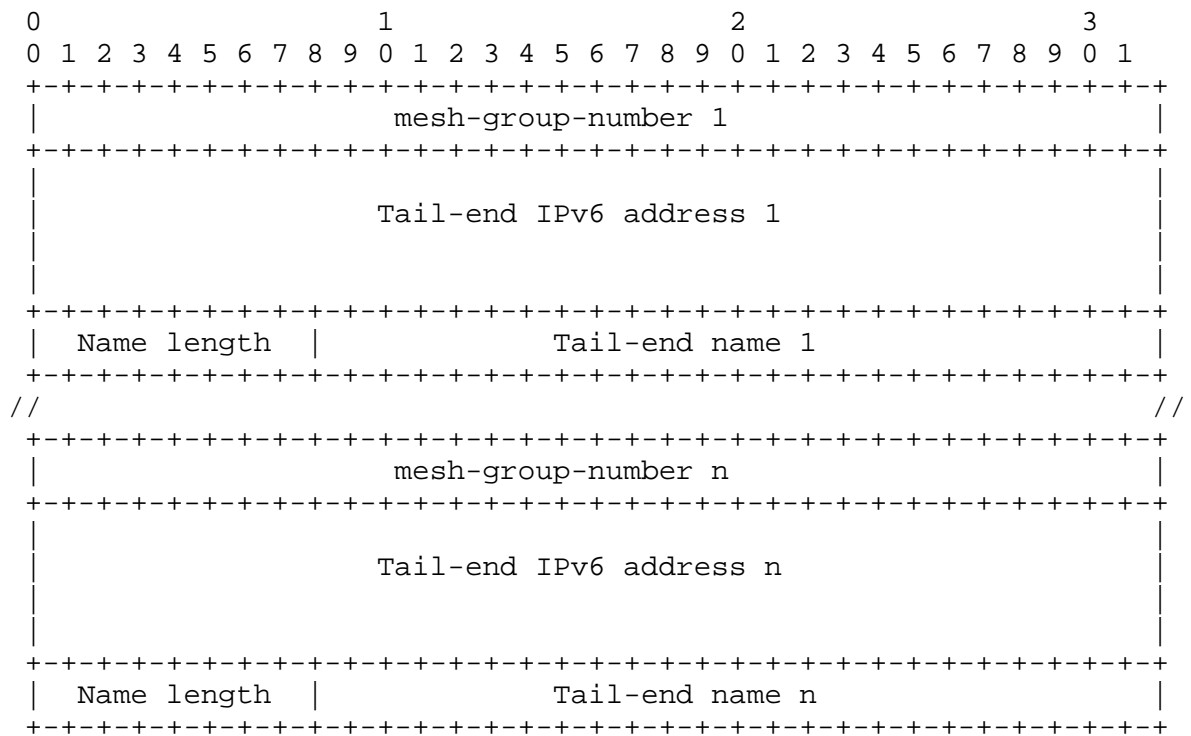 0                   1                   2                   3
 0 1 2 3 4 5 6 7 8 9 0 1 2 3 4 5 6 7 8 9 0 1 2 3 4 5 6 7 8 9 0 1
 +-+-+-+-+-+-+-+-+-+-+-+-+-+-+-+-+-+-+-+-+-+-+-+-+-+-+-+-+-+-+-+-+
 |                    mesh-group-number 1                        |
 +-+-+-+-+-+-+-+-+-+-+-+-+-+-+-+-+-+-+-+-+-+-+-+-+-+-+-+-+-+-+-+-+
 |                                                               |
 |                   Tail-end IPv6 address 1                     |
 |                                                               |
 |                                                               |
 +-+-+-+-+-+-+-+-+-+-+-+-+-+-+-+-+-+-+-+-+-+-+-+-+-+-+-+-+-+-+-+-+
 |  Name length  |             Tail-end name 1                   |
 +-+-+-+-+-+-+-+-+-+-+-+-+-+-+-+-+-+-+-+-+-+-+-+-+-+-+-+-+-+-+-+-+
//                                                               //
 +-+-+-+-+-+-+-+-+-+-+-+-+-+-+-+-+-+-+-+-+-+-+-+-+-+-+-+-+-+-+-+-+
 |                    mesh-group-number n                        |
 +-+-+-+-+-+-+-+-+-+-+-+-+-+-+-+-+-+-+-+-+-+-+-+-+-+-+-+-+-+-+-+-+
 |                                                               |
 |                   Tail-end IPv6 address n                     |
 |                                                               |
 |                                                               |
 +-+-+-+-+-+-+-+-+-+-+-+-+-+-+-+-+-+-+-+-+-+-+-+-+-+-+-+-+-+-+-+-+
 |  Name length  |             Tail-end name n                   |
 +-+-+-+-+-+-+-+-+-+-+-+-+-+-+-+-+-+-+-+-+-+-+-+-+-+-+-+-+-+-+-+-+